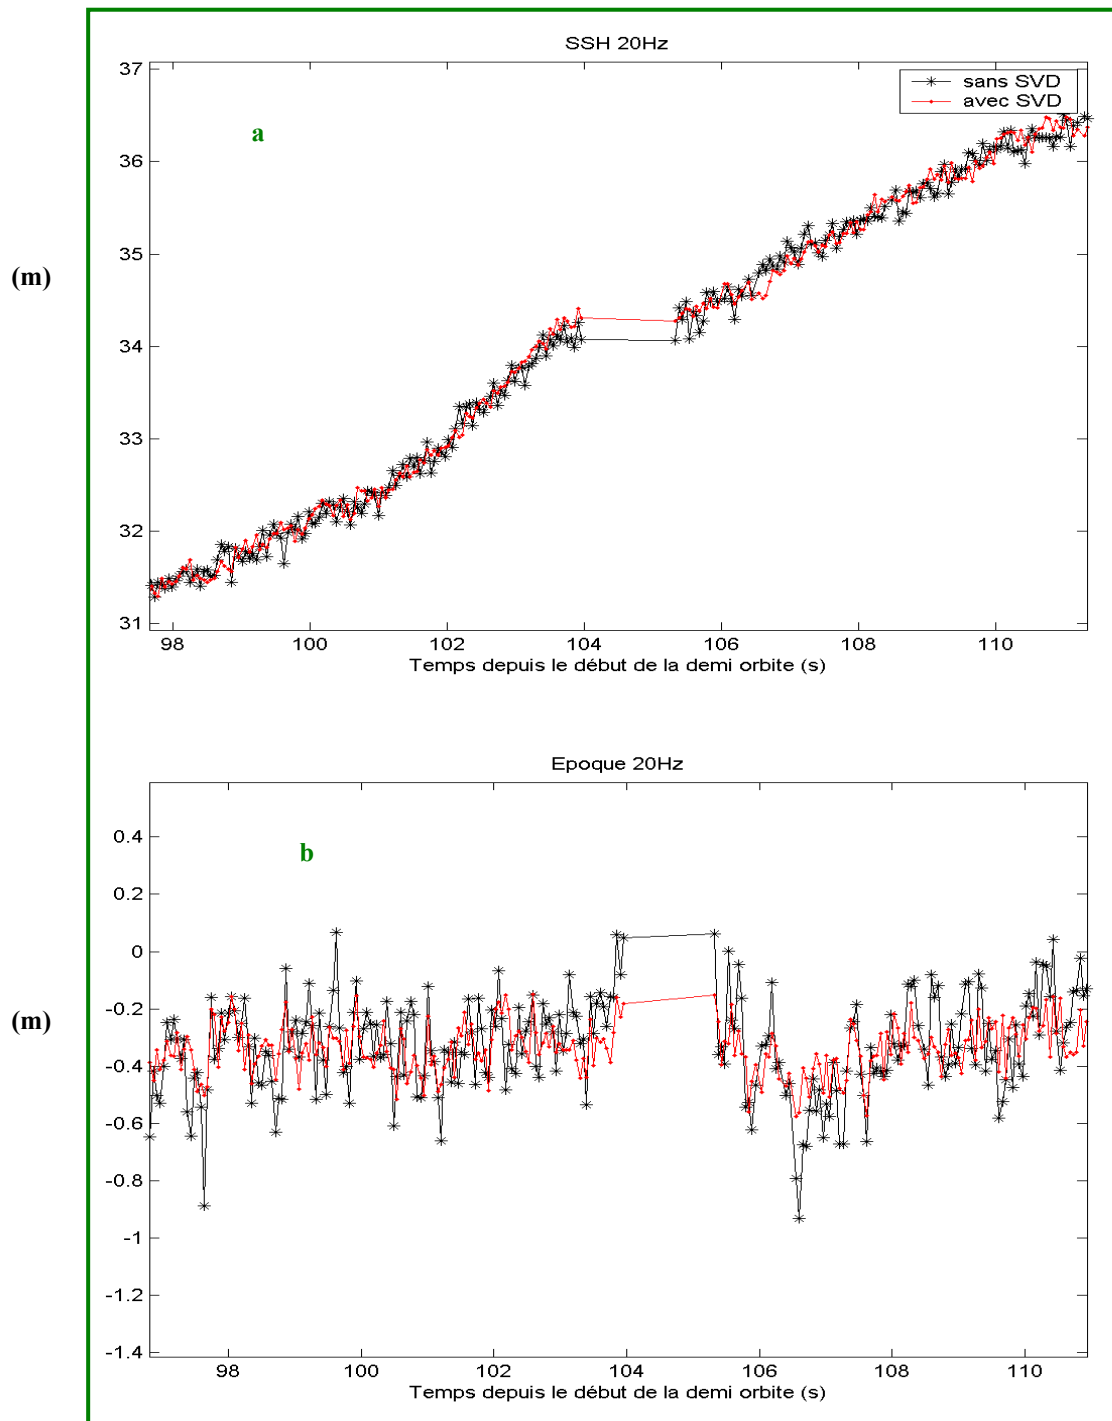 SSH 20Hz
37
36
35
34
33
32
31
(m)
a
sans SVD
avec SVD
98 100 102 104 106 108 110
Temps depuis le début de la demi orbite (s)
Epoque 20Hz
0.4
0.2
0
-0.2
-0.4
-0.6
-0.8
-1
-1.2
-1.4
(m)
b
98 100 102 104 106 108 110
Temps depuis le début de la demi orbite (s)